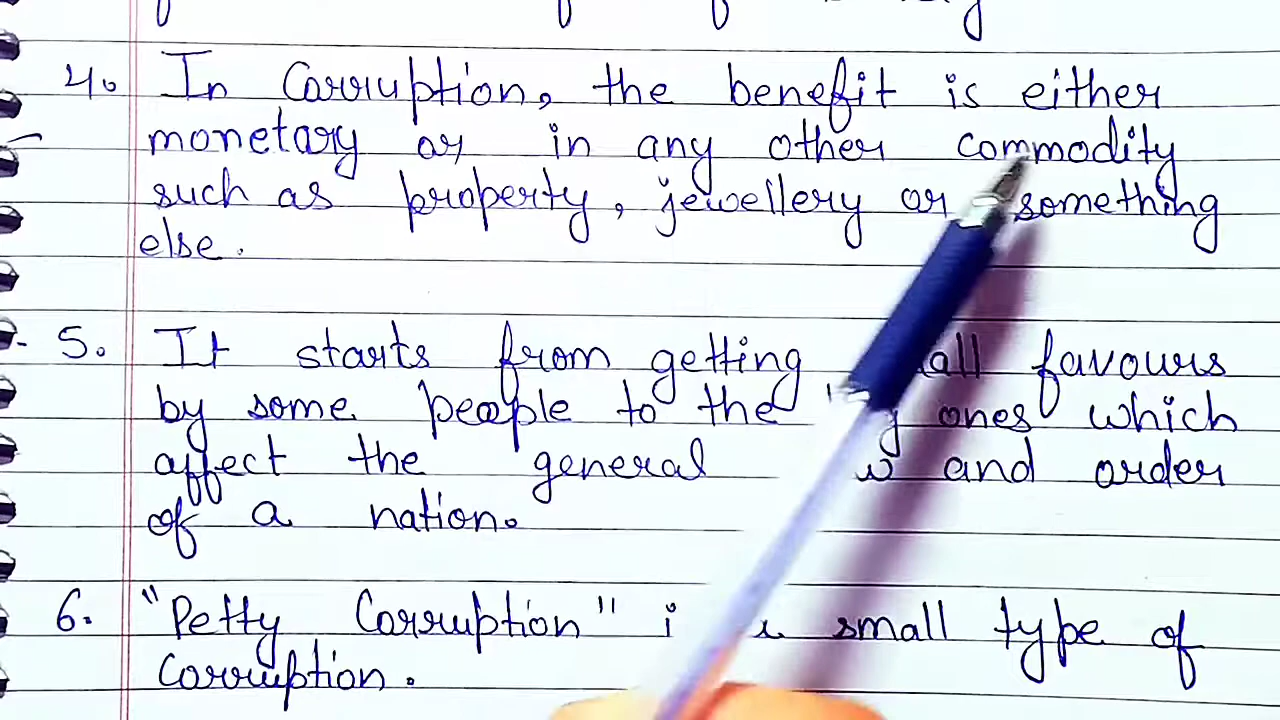 4. In Corruption, the benefit is either
monetary or in any other commodity
such as property, jewellery or something
else.
5. It starts from getting favours
by some people to the ones which
affect the general and order
of a nation.
6. "Petty Corruption" small type of
Corruption.